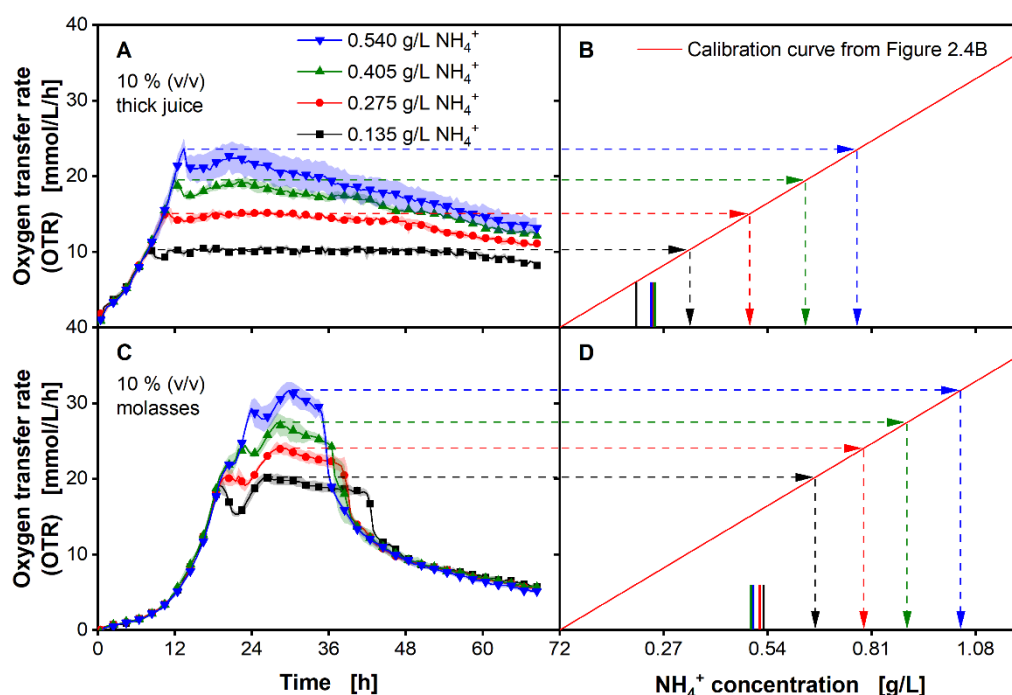 40
30
20
10
40
30
20
10
0
Oxygen transfer rate
(OTR) [mmol/L/h]
Oxygen transfer rate
(OTR) [mmol/L/h]
A
10 % (v/v)
thick juice
0.540 g/L NH₄⁺
0.405 g/L NH₄⁺
0.275 g/L NH₄⁺
0.135 g/L NH₄⁺
B
Calibration curve from Figure 2.4B
C
10 % (v/v)
molasses
D
0 12 24 36 48 60 72
0.27 0.54 0.81 1.08
Time [h]
NH₄⁺ concentration [g/L]